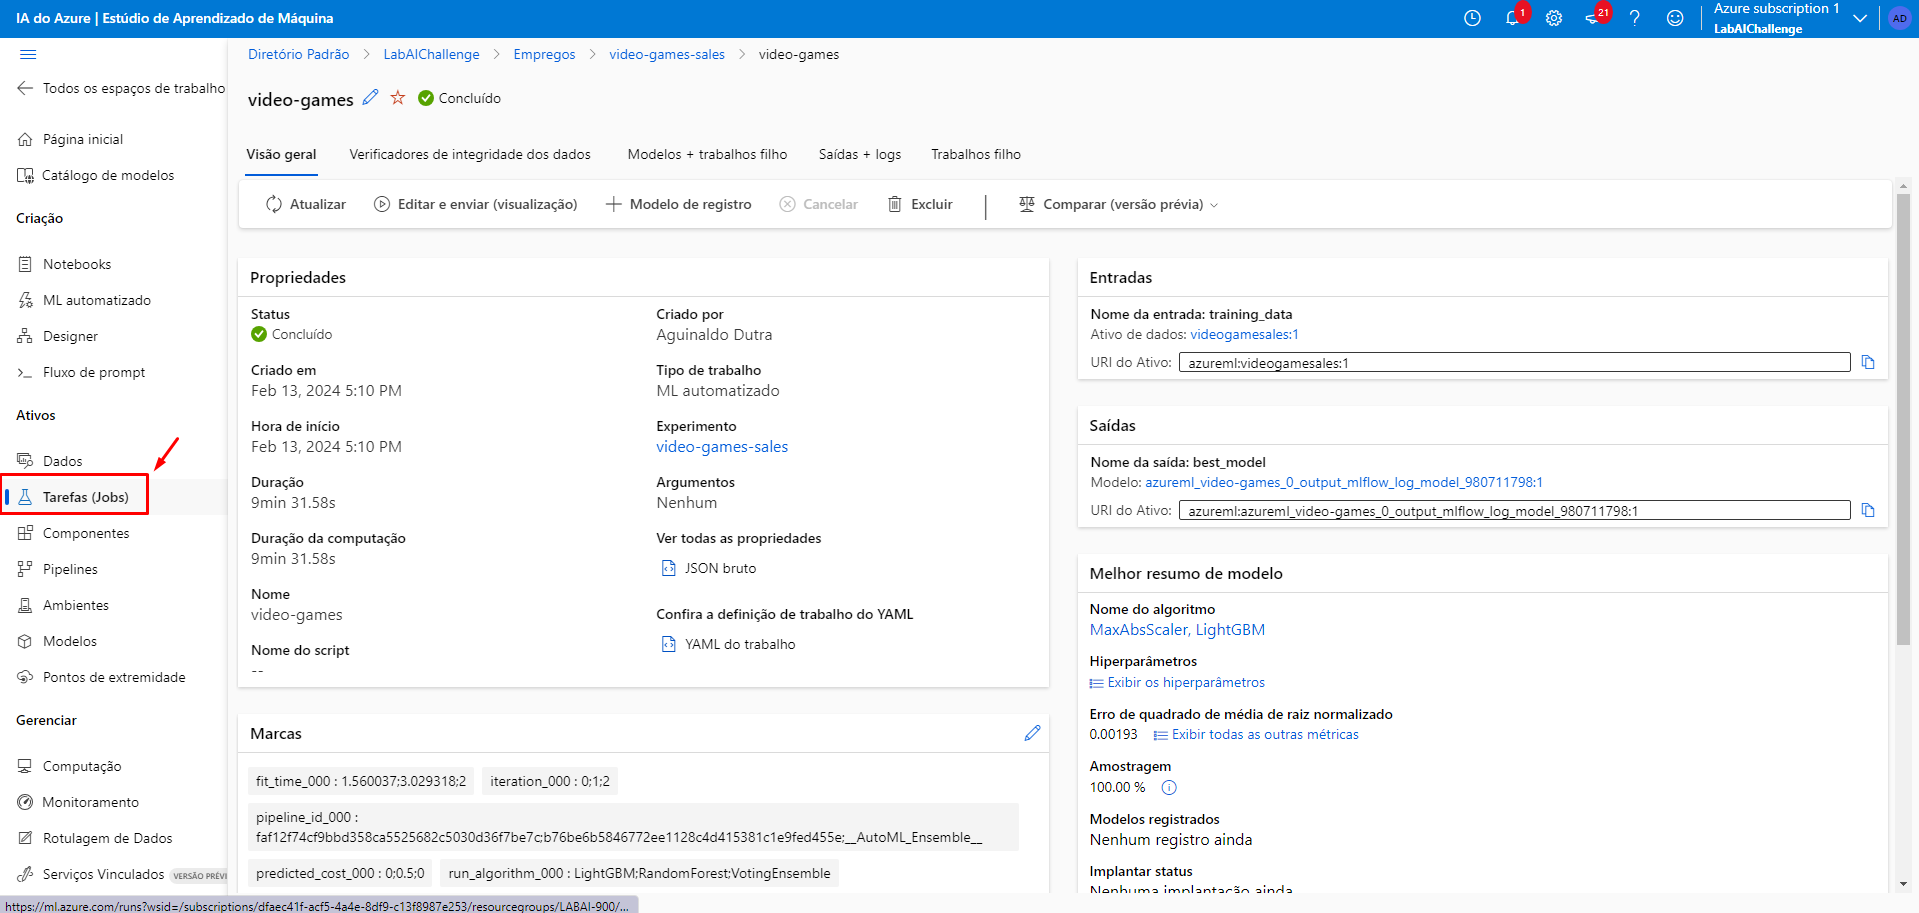 IA do Azure | Estúdio de Aprendizado de Máquina
1
21
Azure subscription 1
LabAIChallenge
AD
Todos os espaços de trabalho
Página inicial
Catálogo de modelos
Criação
Notebooks
ML automatizado
Designer
Fluxo de prompt
Ativos
Dados
Tarefas (Jobs)
Componentes
Pipelines
Ambientes
Modelos
Pontos de extremidade
Gerenciar
Computação
Monitoramento
Rotulagem de Dados
Serviços Vinculados VERSÃO PRÉVI
Diretório Padrão > LabAIChallenge > Empregos > video-games-sales > video-games
video-games Concluído
Visão geral Verificadores de integridade dos dados Modelos + trabalhos filho Saídas + logs Trabalhos filho
Atualizar Editar e enviar (visualização) Modelo de registro Cancelar Excluir Comparar (versão prévia)
Propriedades
Status
Concluído
Criado em
Feb 13, 2024 5:10 PM
Hora de início
Feb 13, 2024 5:10 PM
Duração
9min 31.58s
Duração da computação
9min 31.58s
Nome
video-games
Nome do script
--
Criado por
Aguinaldo Dutra
Tipo de trabalho
ML automatizado
Experimento
video-games-sales
Argumentos
Nenhum
Ver todas as propriedades
JSON bruto
Confira a definição de trabalho do YAML
YAML do trabalho
Marcas
fit_time_000 : 1.560037;3.029318;2 iteration_000 : 0;1;2
pipeline_id_000 :
faf12f74cf9bbd358ca5525682c5030d36f7be7c;b76be6b5846772ee1128c4d415381c1e9fed455e;__AutoML_Ensemble__
predicted_cost_000 : 0;0.5;0 run_algorithm_000 : LightGBM;RandomForest;VotingEnsemble
Entradas
Nome da entrada: training_data
Ativo de dados: videogamesales:1
URI do Ativo: azureml:videogamesales:1
Saídas
Nome da saída: best_model
Modelo: azureml_video-games_0_output_mlflow_log_model_980711798:1
URI do Ativo: azureml:azureml_video-games_0_output_mlflow_log_model_980711798:1
Melhor resumo de modelo
Nome do algoritmo
MaxAbsScaler, LightGBM
Hiperparâmetros
Exibir os hiperparâmetros
Erro de quadrado de média de raiz normalizado
0.00193 Exibir todas as outras métricas
Amostragem
100.00 %
Modelos registrados
Nenhum registro ainda
Implantar status
Nenhuma implantação ainda
https://ml.azure.com/runs?wsid=/subscriptions/dfaec41f-acf5-4a4e-8df9-c13f8987e253/resourcegroups/LABAI-900/...